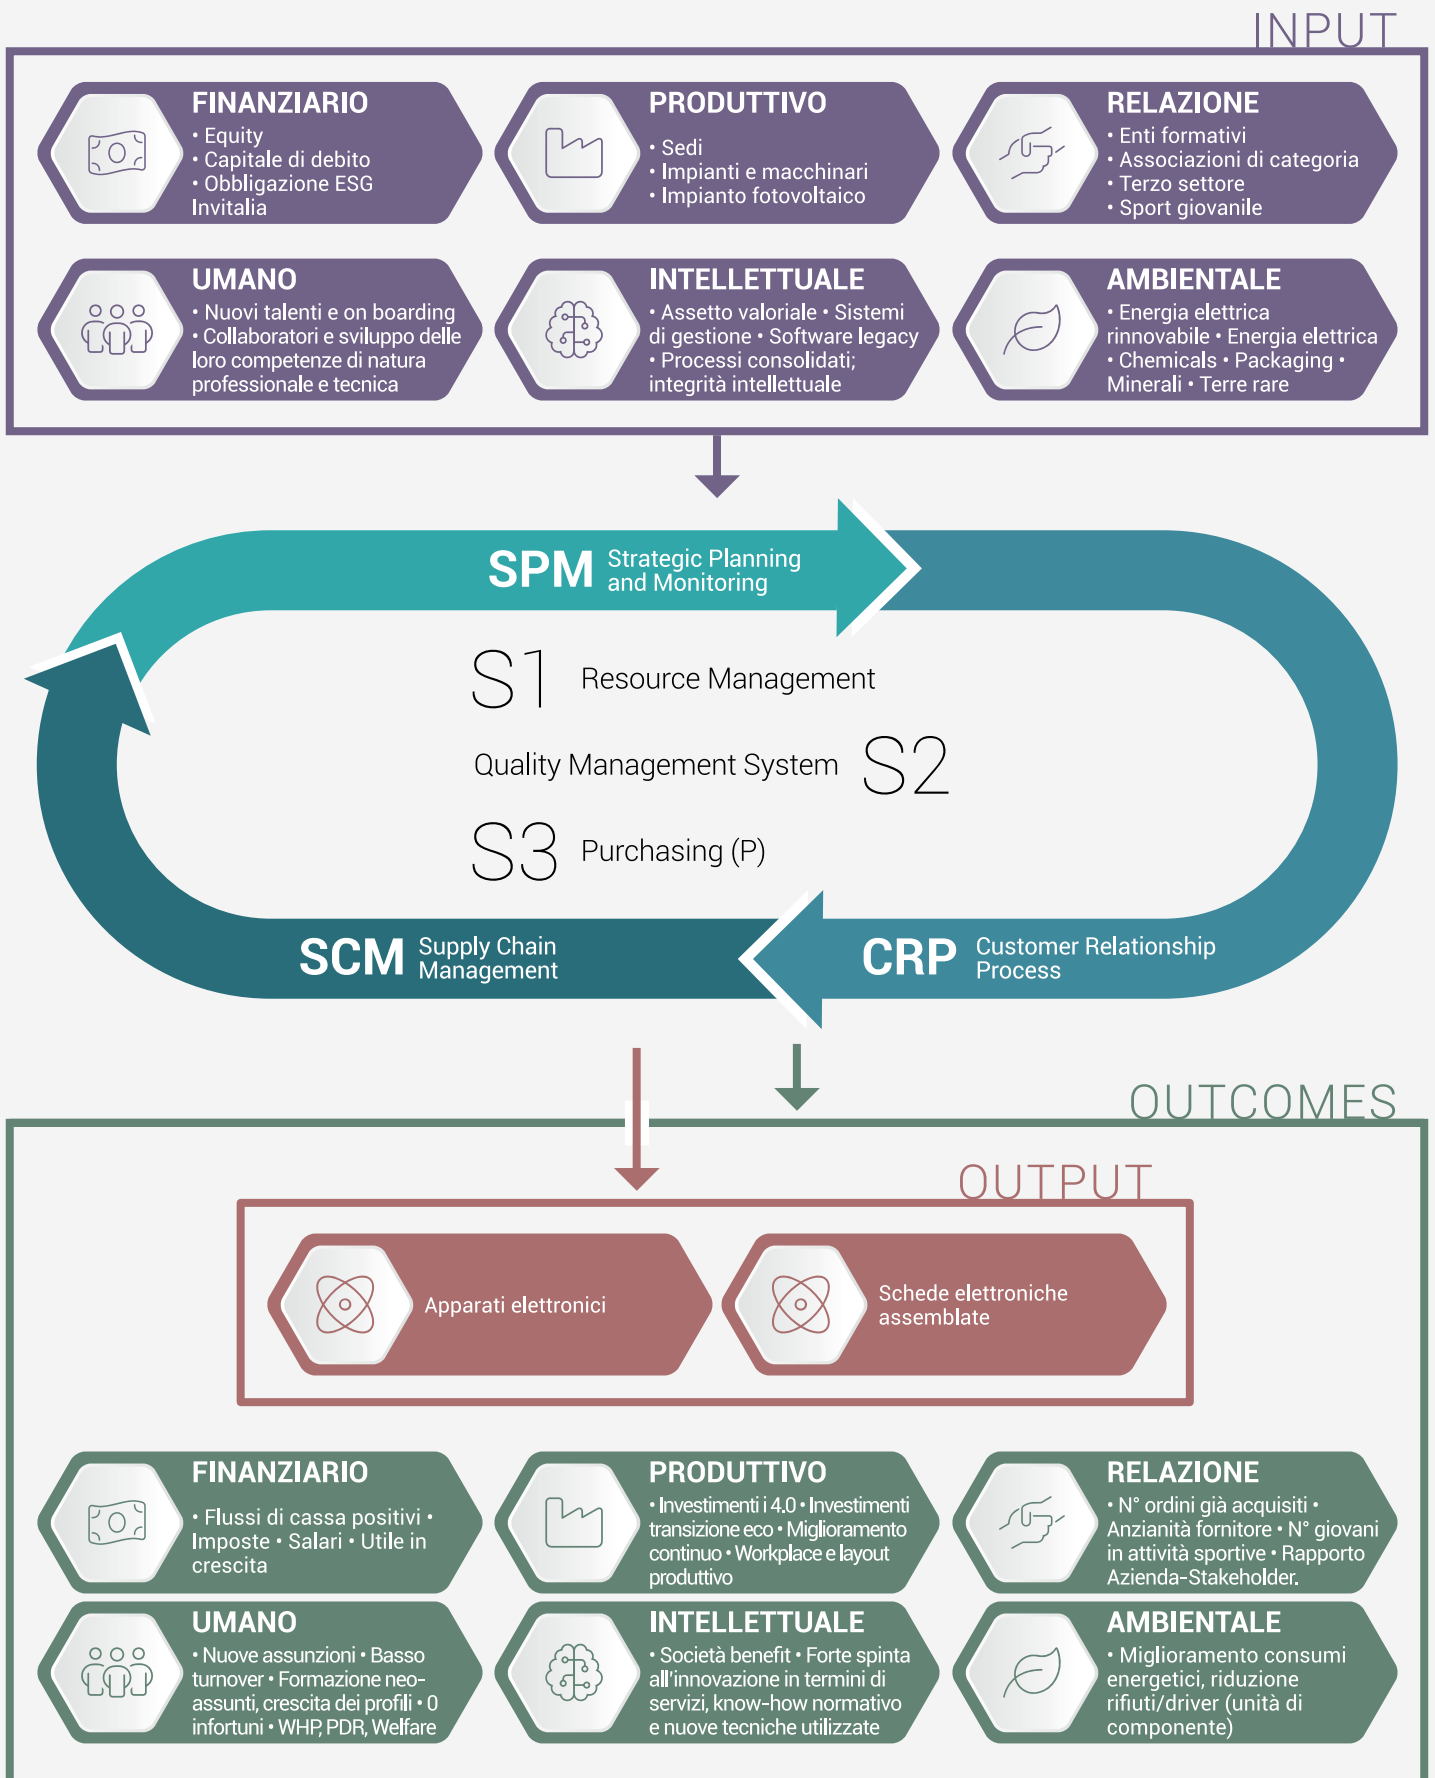 INPUT
FINANZIARIO
• Equity
• Capitale di debito
• Obbligazione ESG
Invitalia
PRODUTTIVO
• Sedi
• Impianti e macchinari
• Impianto fotovoltaico
RELAZIONE
• Enti formativi
• Associazioni di categoria
• Terzo settore
• Sport giovanile
UMANO
• Nuovi talenti e on boarding
• Collaboratori e sviluppo delle
loro competenze di natura
professionale e tecnica
INTELLETTUALE
• Assetto valoriale • Sistemi
di gestione • Software legacy
• Processi consolidati;
integrità intellettuale
AMBIENTALE
• Energia elettrica
rinnovabile • Energia elettrica
• Chemicals • Packaging •
Minerali • Terre rare
SPM Strategic Planning
and Monitoring
S1 Resource Management
Quality Management System S2
S3 Purchasing (P)
SCM Supply Chain
Management
CRP Customer Relationship
Process
OUTCOMES
OUTPUT
Apparati elettronici
Schede elettroniche
assemblate
FINANZIARIO
• Flussi di cassa positivi •
Imposte • Salari • Utile in
crescita
PRODUTTIVO
• Investimenti i 4.0 • Investimenti
transizione eco • Miglioramento
continuo • Workplace e layout
produttivo
RELAZIONE
• N° ordini già acquisiti •
Anzianità fornitore • N° giovani
in attività sportive • Rapporto
Azienda-Stakeholder.
UMANO
• Nuove assunzioni • Basso
turnover • Formazione neo-
assunti, crescita dei profili • 0
infortuni • WHP, PDR, Welfare
INTELLETTUALE
• Società benefit • Forte spinta
all'innovazione in termini di
servizi, know-how normativo
e nuove tecniche utilizzate
AMBIENTALE
• Miglioramento consumi
energetici, riduzione
rifiuti/driver (unità di
componente)